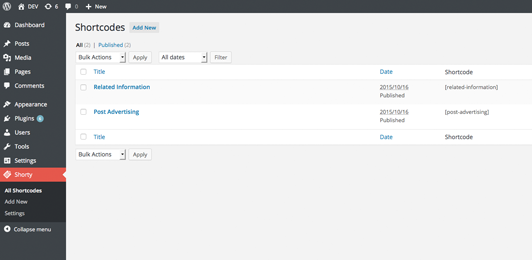 DEV 6 0 New
Dashboard
Posts
Media
Pages
Comments
Appearance
Plugins 6
Users
Tools
Settings
Shorty
All Shortcodes
Add New
Settings
Collapse menu
Shortcodes Add New
All (2) | Published (2)
Bulk Actions Apply All dates Filter
Title Date Shortcode
Related Information 2015/10/16 [related-information]
Published
Post Advertising 2015/10/16 [post-advertising]
Published
Title Date Shortcode
Bulk Actions Apply